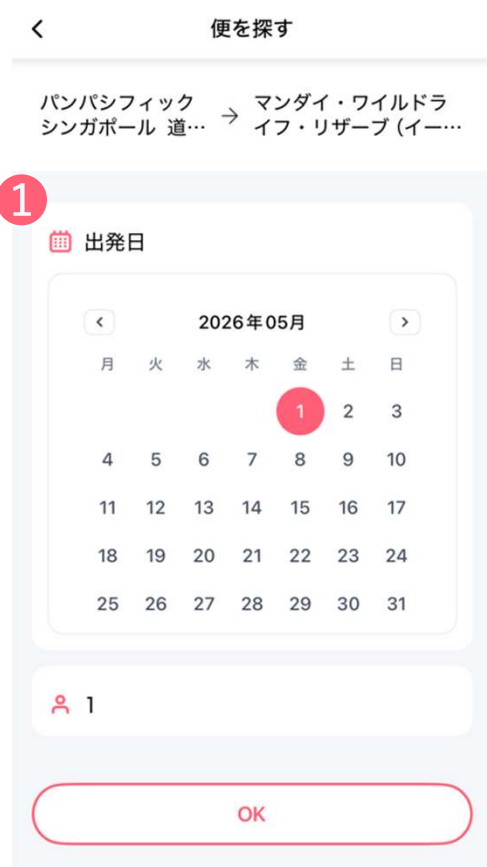 便を探す
パンパシフィック
シンガポール 道…
→
マンダイ・ワイルドラ
イフ・リザーブ (イー…
1
出発日
2026年05月
月 火 水 木 金 土 日
1 2 3
4 5 6 7 8 9 10
11 12 13 14 15 16 17
18 19 20 21 22 23 24
25 26 27 28 29 30 31
1
OK